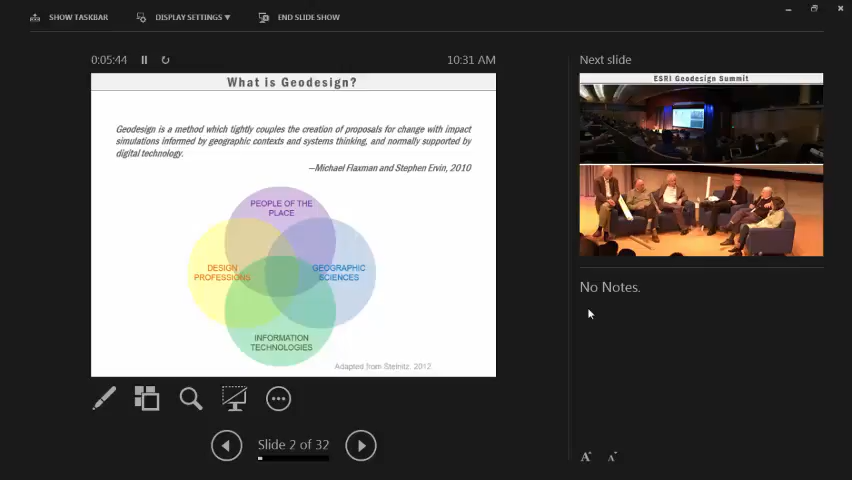 SHOW TASKBAR
DISPLAY SETTINGS ▼
END SLIDE SHOW
0:05:44
10:31 AM
What is Geodesign?
Geodesign is a method which tightly couples the creation of proposals for change with impact
simulations informed by geographic contexts and systems thinking, and normally supported by
digital technology.
–Michael Flaxman and Stephen Ervin, 2010
PEOPLE OF THE
PLACE
DESIGN
PROFESSIONS
GEOGRAPHIC
SCIENCES
INFORMATION
TECHNOLOGIES
Adapted from Steinitz, 2012
Slide 2 of 32
Next slide
ESRI Geodesign Summit
No Notes.
A A